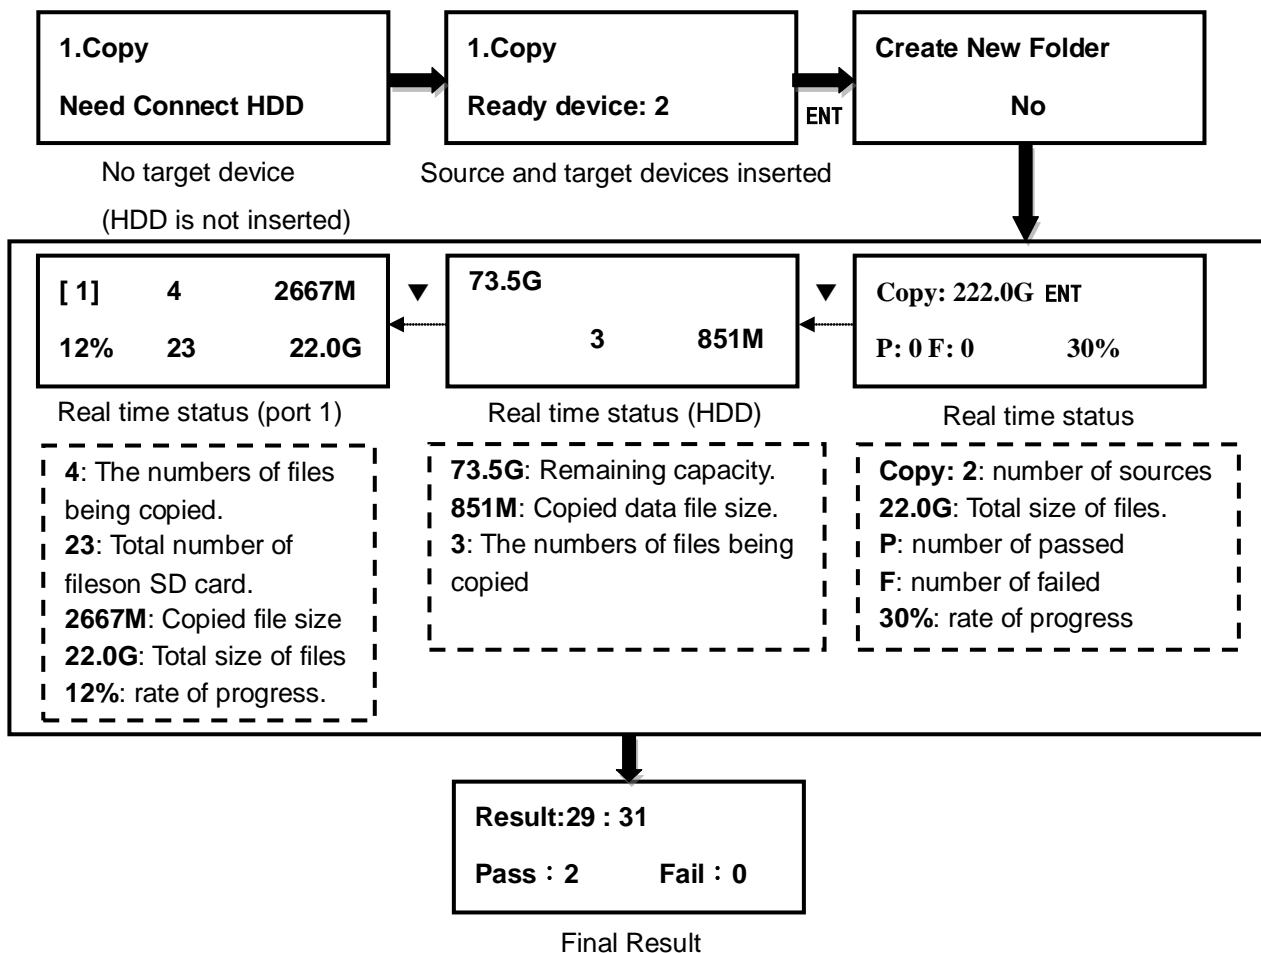 1.Copy
Need Connect HDD
1.Copy
Ready device: 2
ENT
Create New Folder
No
No target device
(HDD is not inserted)
Source and target devices inserted
[ 1] 4 2667M
12% 23 22.0G
▼
73.5G
3 851M
▼
Copy: 222.0G ENT
P: 0 F: 0 30%
Real time status (port 1)
Real time status (HDD)
Real time status
4: The numbers of files
being copied.
23: Total number of
fileson SD card.
2667M: Copied file size
22.0G: Total size of files
12%: rate of progress.
73.5G: Remaining capacity.
851M: Copied data file size.
3: The numbers of files being
copied
Copy: 2: number of sources
22.0G: Total size of files.
P: number of passed
F: number of failed
30%: rate of progress
Result:29 : 31
Pass：2 Fail：0
Final Result